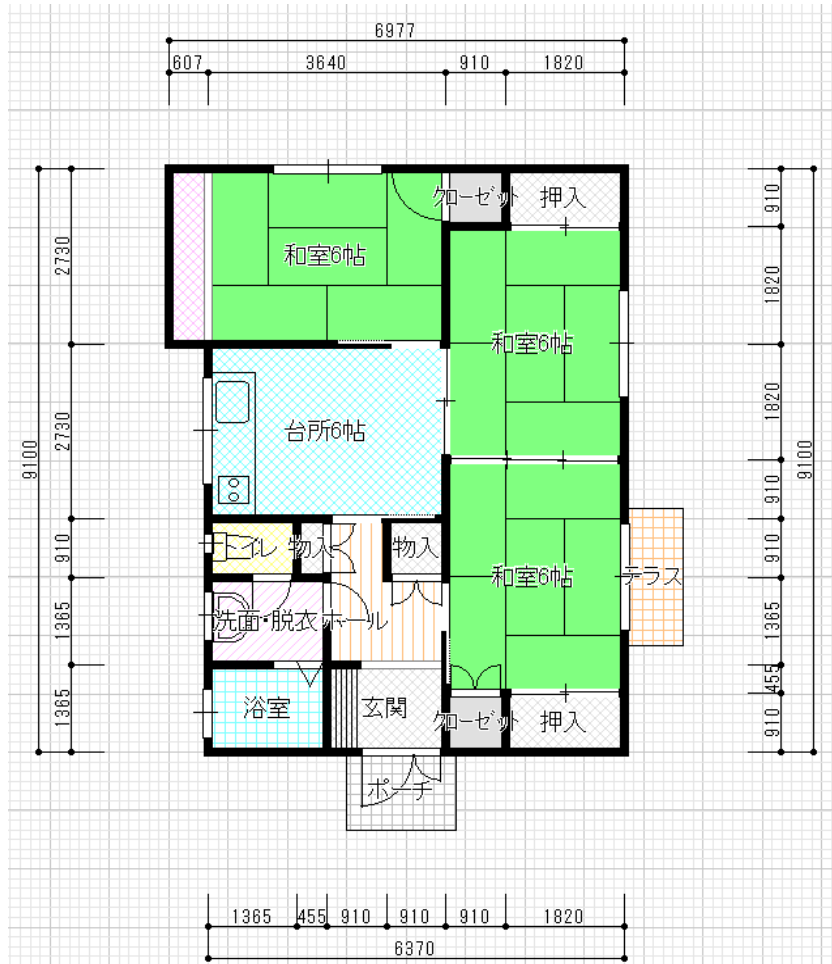 6977
607
3640
910
1820
クローゼット
押入
和室6帖
和室6帖
台所6帖
トイレ
物入
物入
和室6帖
テラス
洗面・脱衣
ホール
浴室
玄関
クローゼット
押入
ポーチ
9100
2730
2730
910
1365
1365
910
1820
1820
910
910
1365
455
910
9100
1365
455
910
910
910
1820
6370